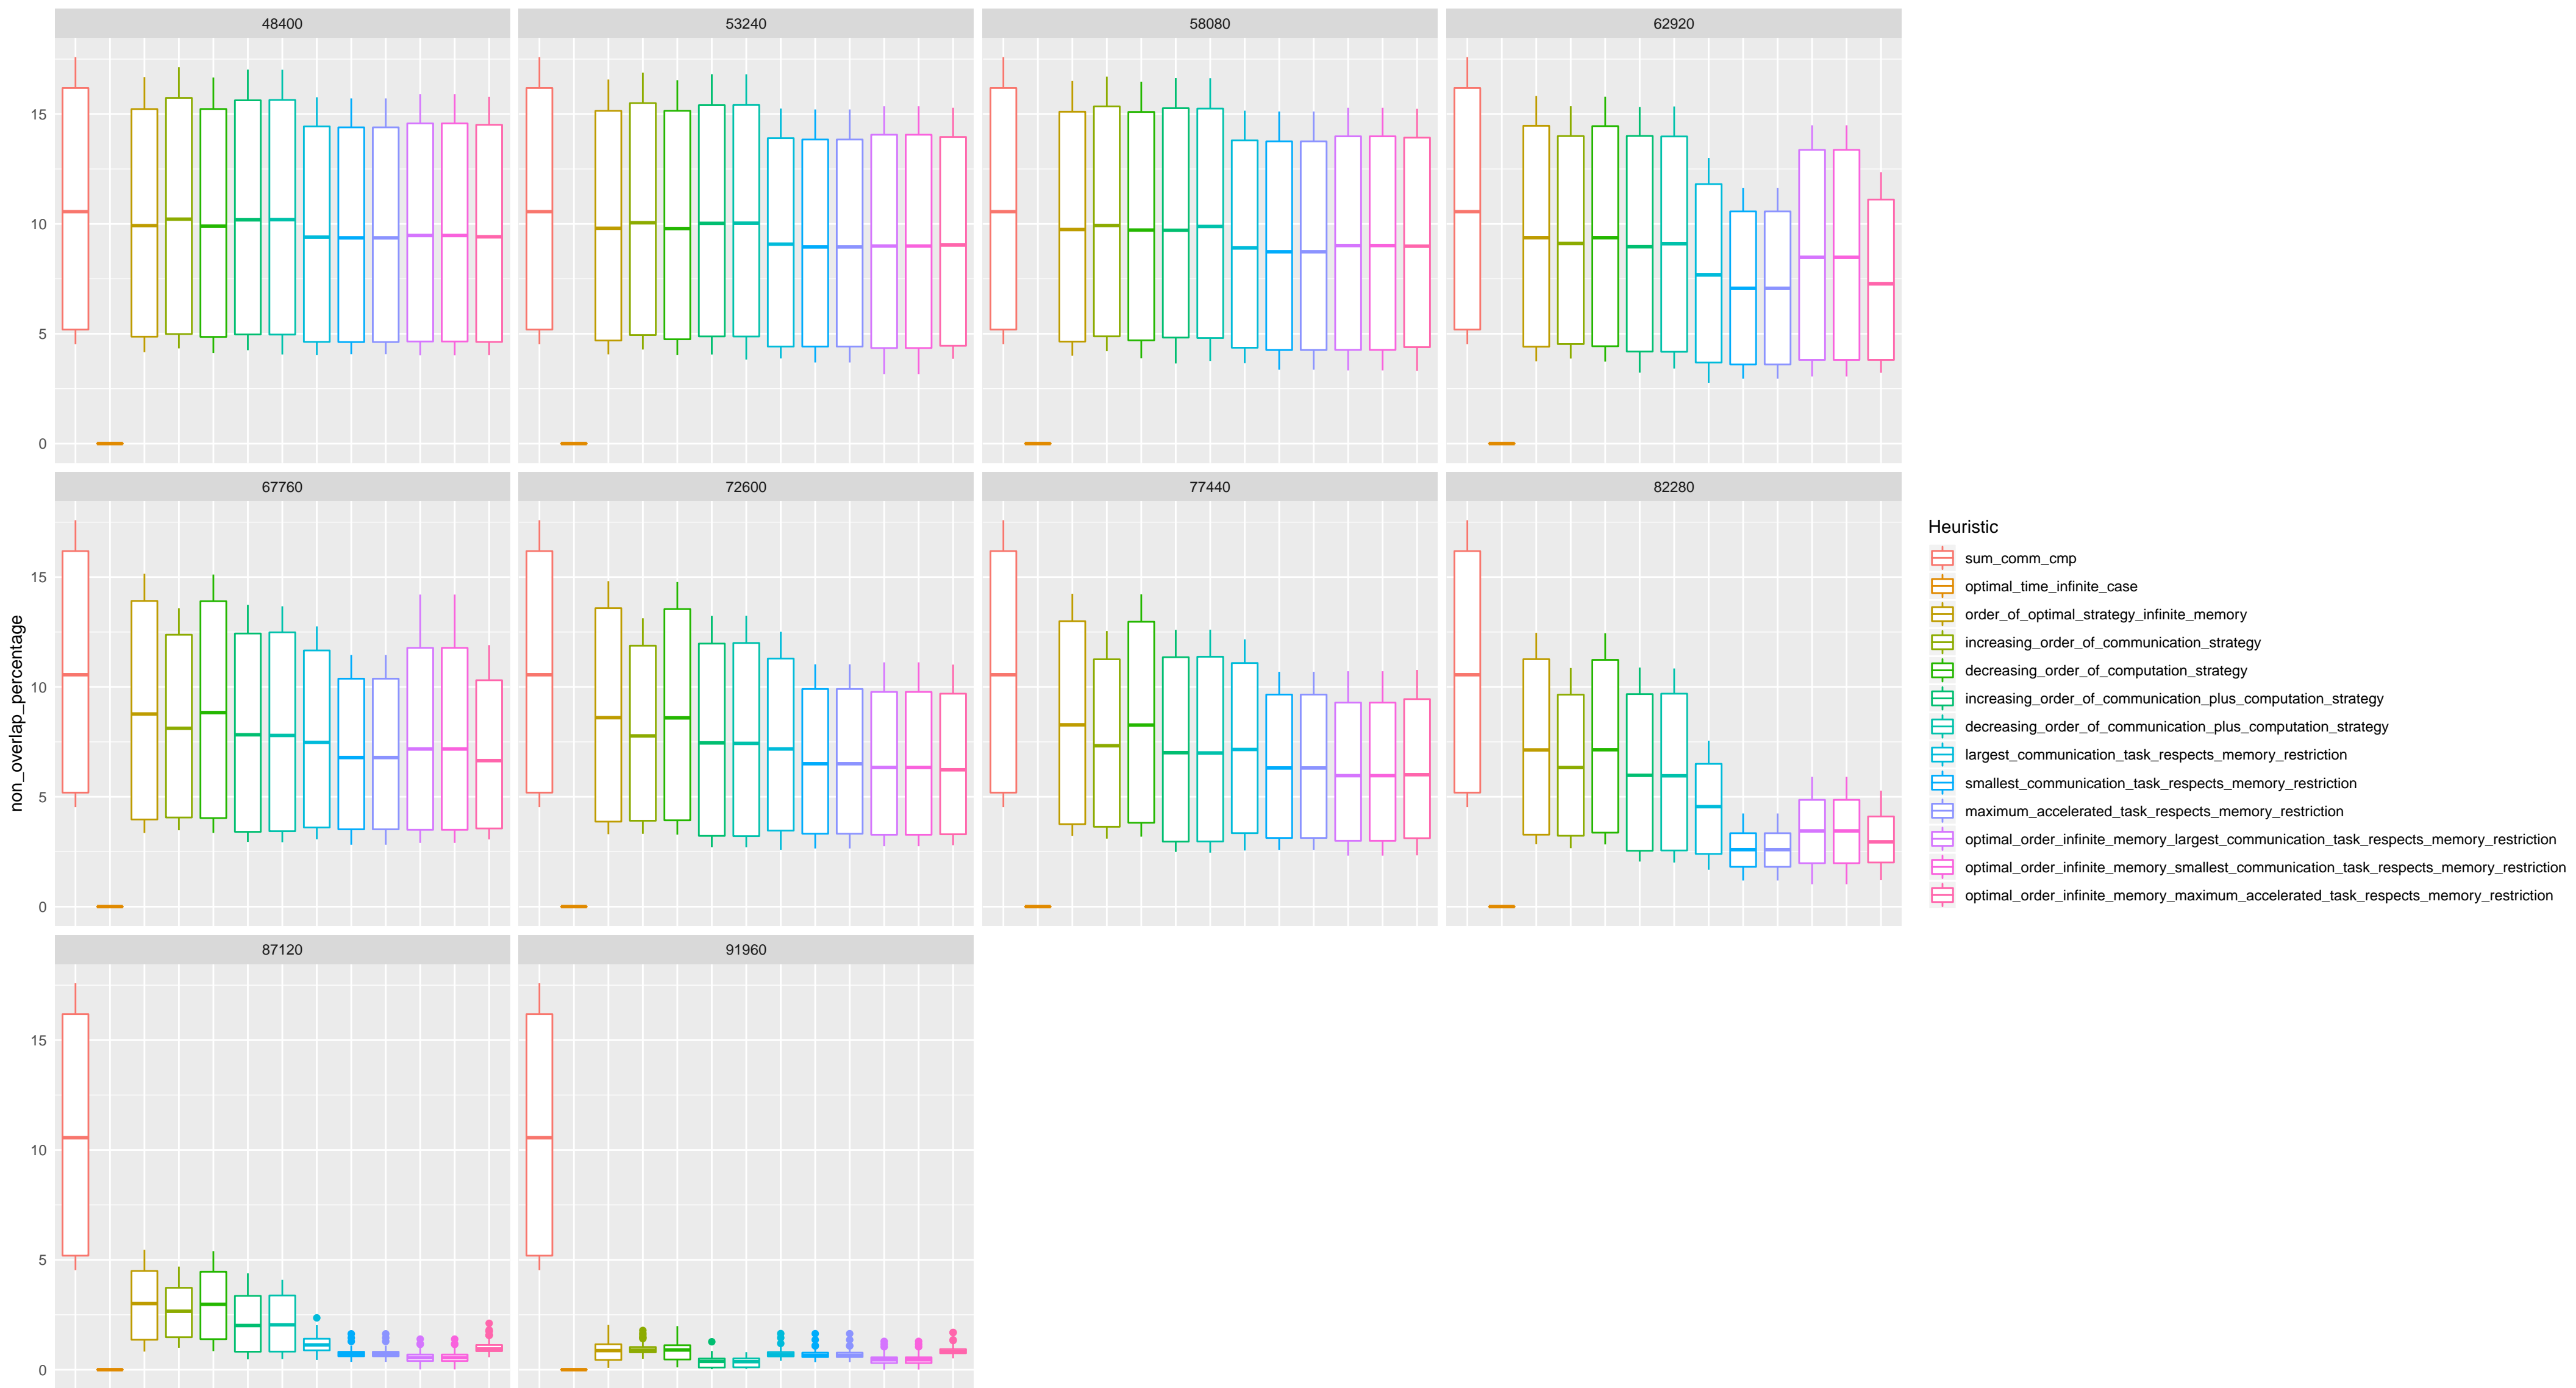 48400
53240
58080
62920
15
10
5
0
67760
72600
77440
82280
15
10
5
0
non_overlap_percentage
87120
91960
15
10
5
0
Heuristic
sum_comm_cmp
optimal_time_infinite_case
order_of_optimal_strategy_infinite_memory
increasing_order_of_communication_strategy
decreasing_order_of_computation_strategy
increasing_order_of_communication_plus_computation_strategy
decreasing_order_of_communication_plus_computation_strategy
largest_communication_task_respects_memory_restriction
smallest_communication_task_respects_memory_restriction
maximum_accelerated_task_respects_memory_restriction
optimal_order_infinite_memory_largest_communication_task_respects_memory_restriction
optimal_order_infinite_memory_smallest_communication_task_respects_memory_restriction
optimal_order_infinite_memory_maximum_accelerated_task_respects_memory_restriction